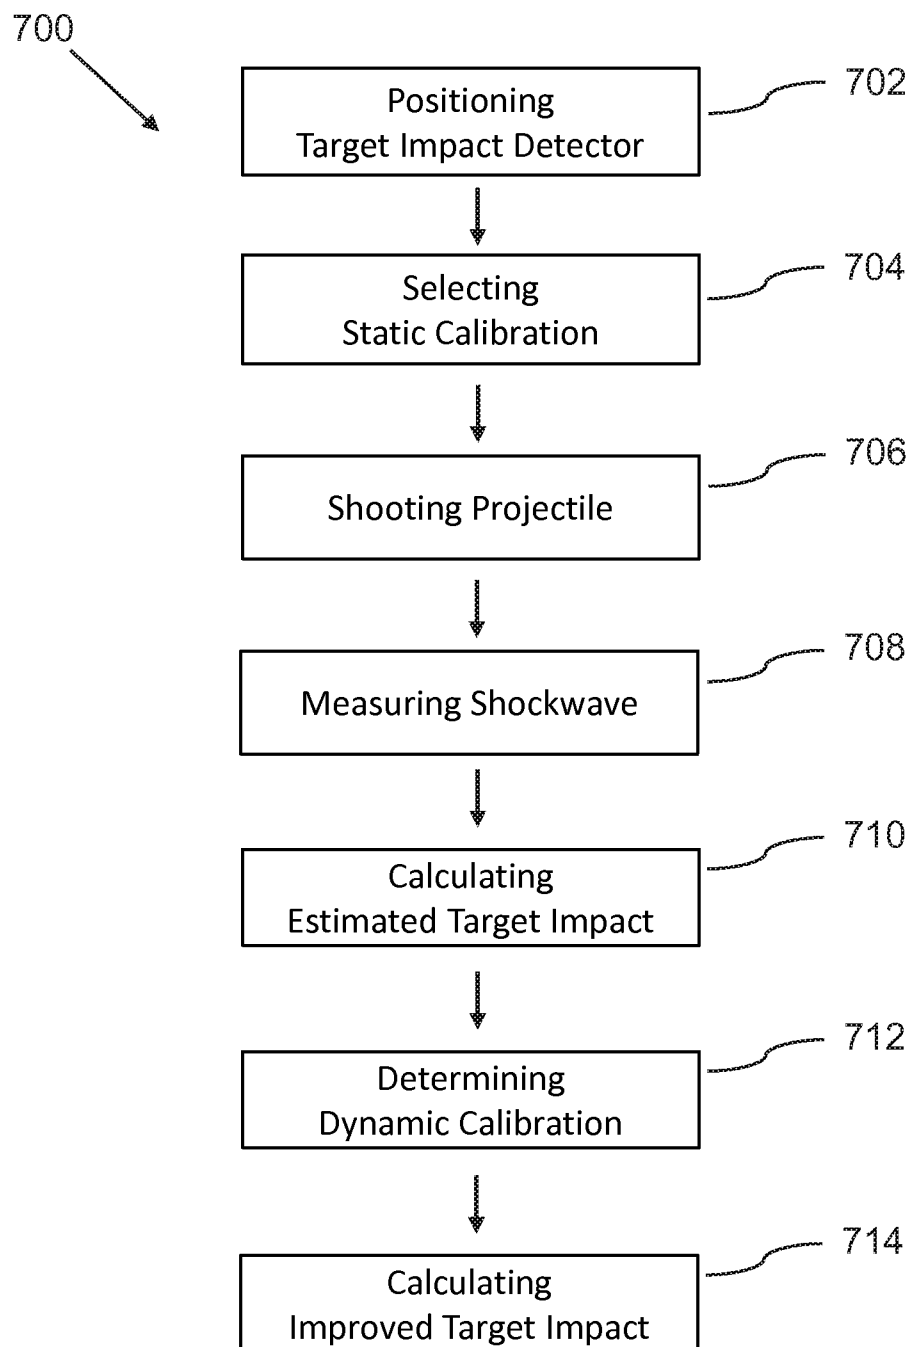 700
702
Positioning
Target Impact Detector
704
Selecting
Static Calibration
706
Shooting Projectile
708
Measuring Shockwave
710
Calculating
Estimated Target Impact
712
Determining
Dynamic Calibration
714
Calculating
Improved Target Impact